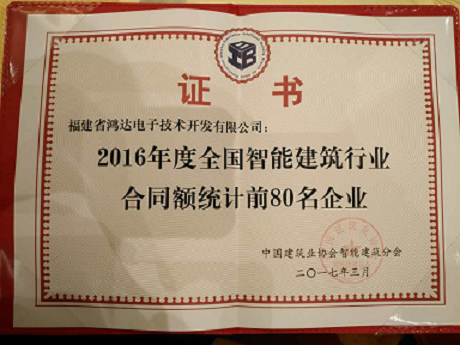 证书
福建省鸿达电子技术开发有限公司：
2016年度全国智能建筑行业
合同额统计前80名企业
中国建筑业协会智能建筑分会
二〇一七年三月